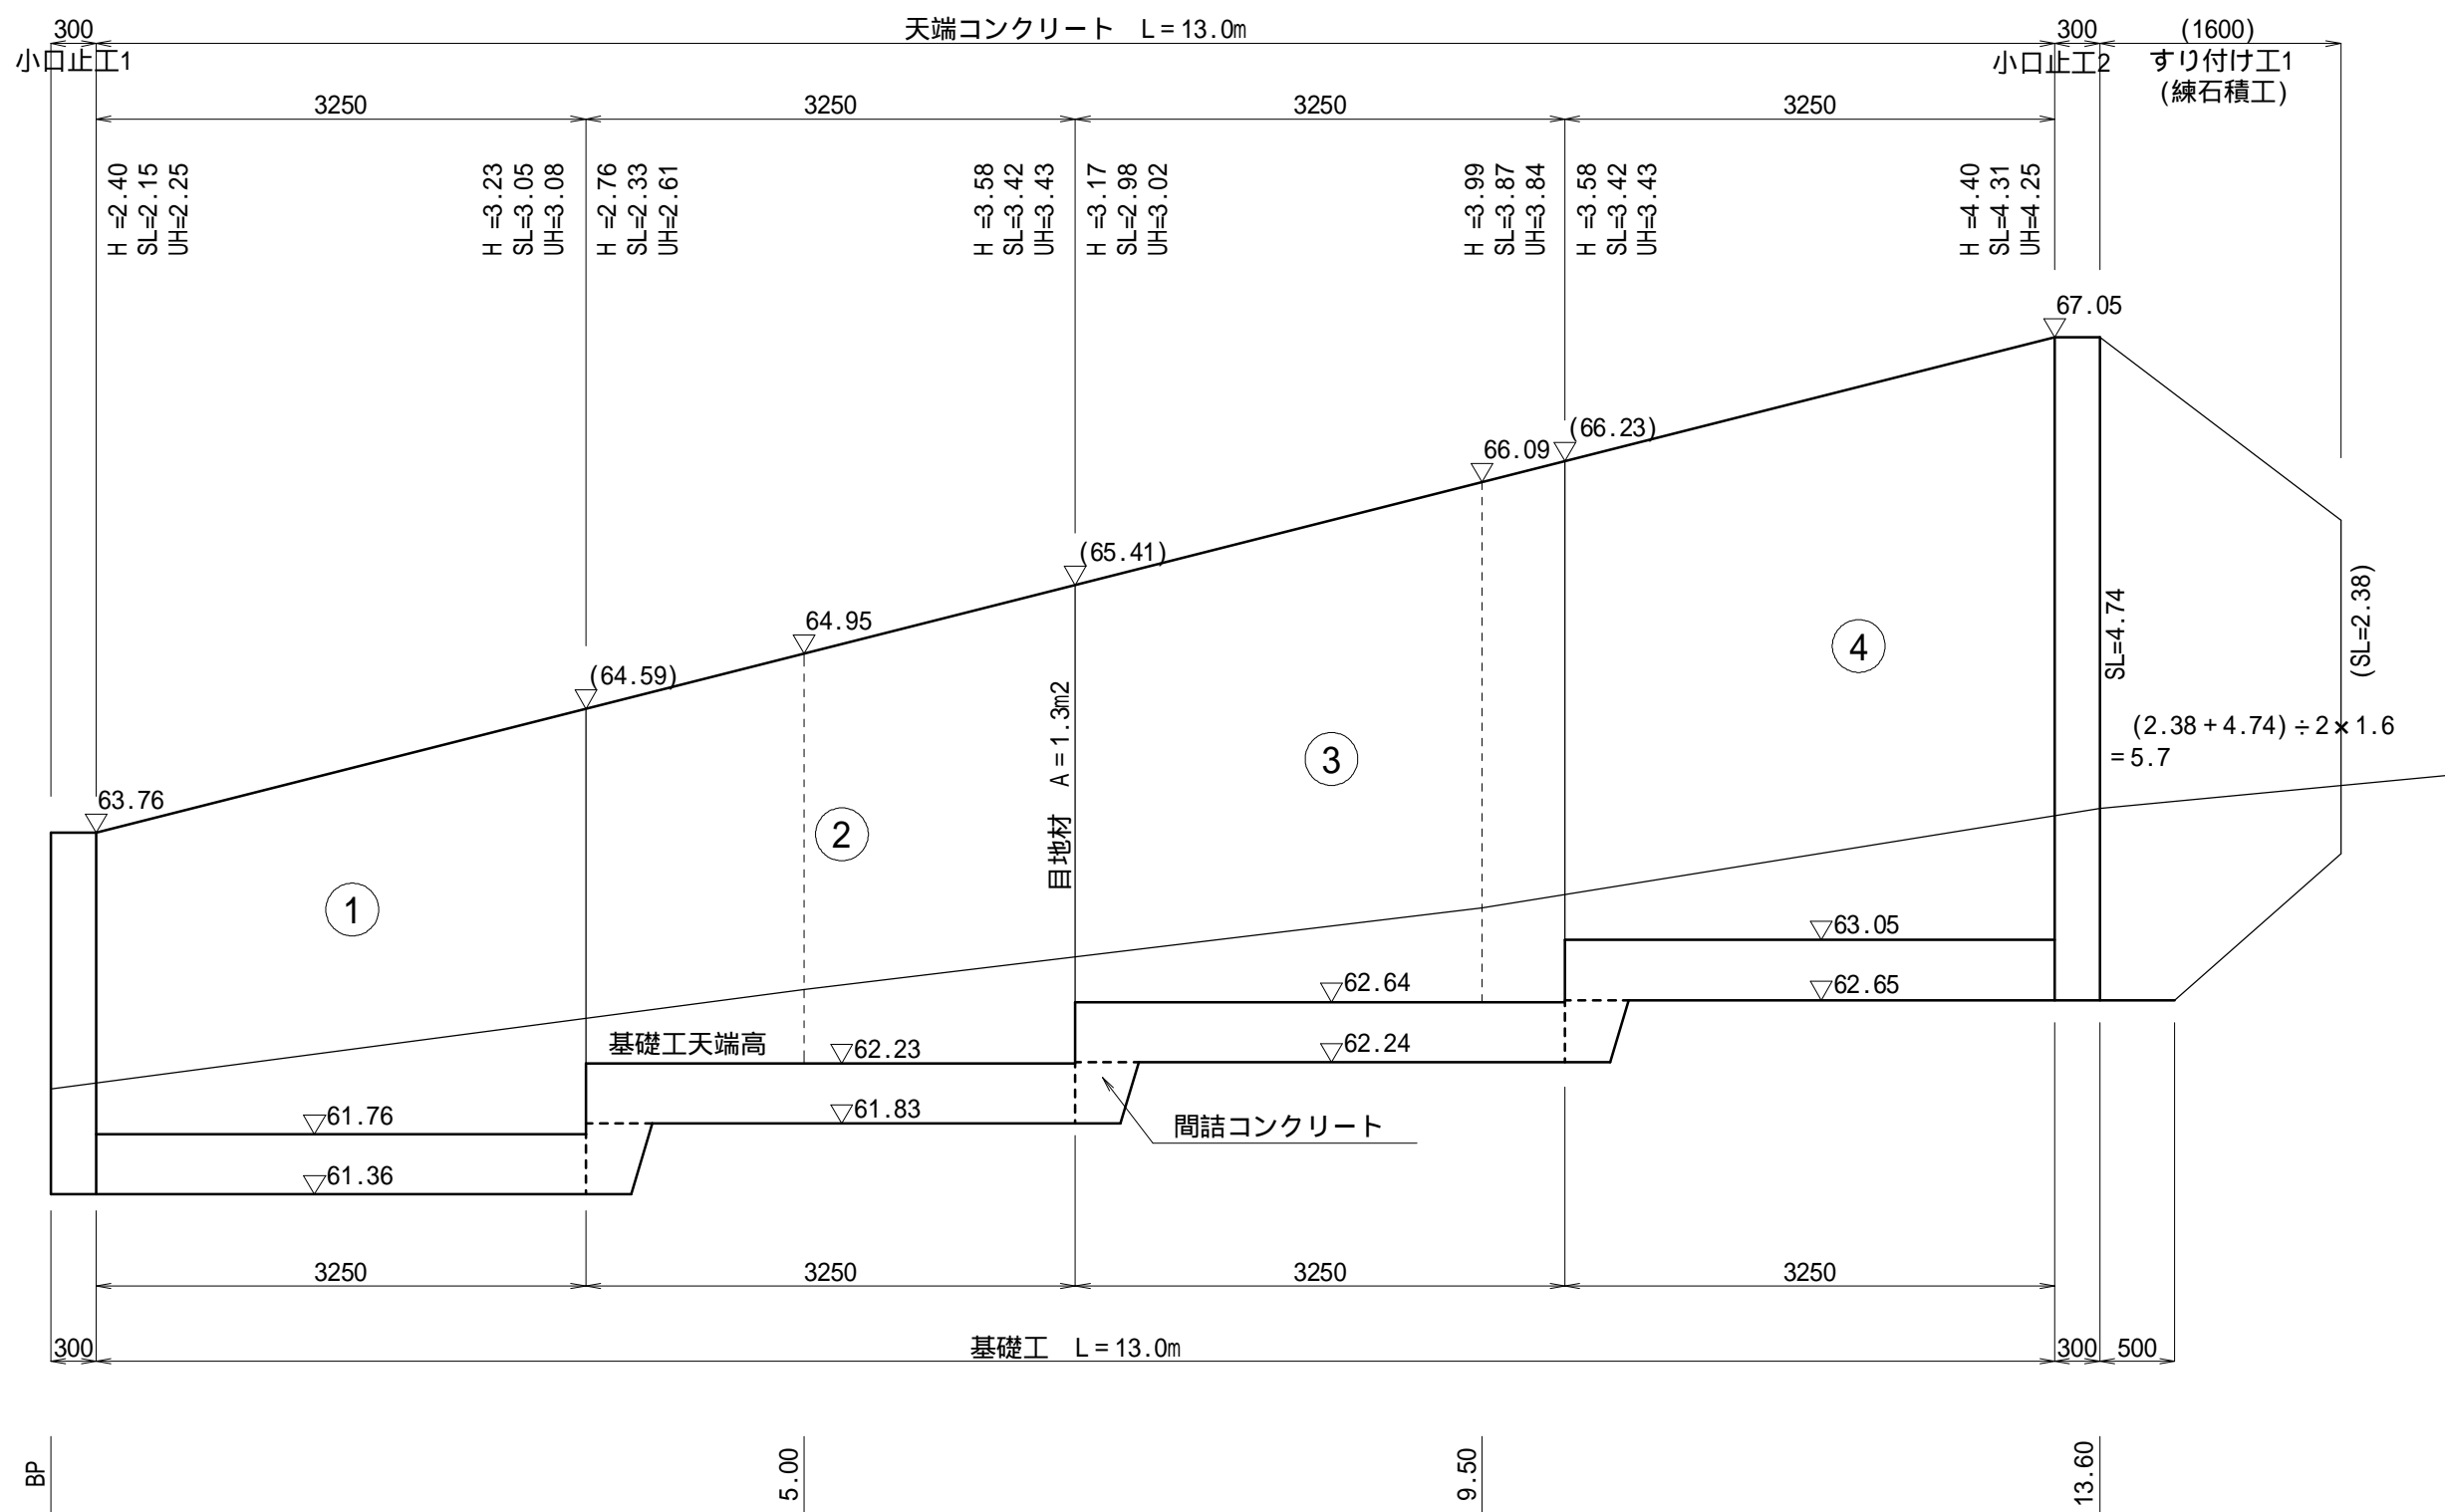 300
天端コンクリート L=13.0m
300
(1600)
小口止工1
小口止工2
すり付け工1
(練石積工)
3250
3250
3250
3250
H =2.40
SL=2.15
UH=2.25
H =3.23
SL=3.05
UH=3.08
H =2.76
SL=2.33
UH=2.61
H =3.58
SL=3.42
UH=3.43
H =3.17
SL=2.98
UH=3.02
H =3.99
SL=3.87
UH=3.84
H =3.58
SL=3.42
UH=3.43
H =4.40
SL=4.31
UH=4.25
67.05
(66.23)
66.09
(65.41)
64.95
(64.59)
63.76
(SL=2.38)
SL=4.74
(2.38+4.74)÷2×1.6
=5.7
目地材 A=1.3m2
1
2
3
4
63.05
62.65
62.64
62.24
基礎工天端高
62.23
61.83
61.76
61.36
間詰コンクリート
3250
3250
3250
3250
300
基礎工 L=13.0m
300
500
BP
5.00
9.50
13.60